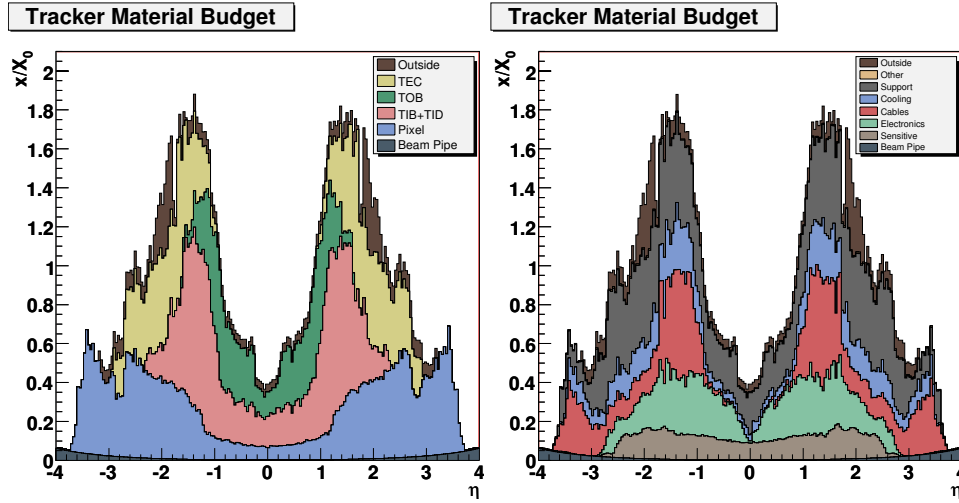 Tracker Material Budget
x/X0
2
1.8
1.6
1.4
1.2
1
0.8
0.6
0.4
0.2
0
Outside
TEC
TOB
TIB+TID
Pixel
Beam Pipe
-4 -3 -2 -1 0 1 2 3 4
η
Tracker Material Budget
x/X0
2
1.8
1.6
1.4
1.2
1
0.8
0.6
0.4
0.2
0
Outside
Other
Support
Cooling
Cables
Electronics
Sensitive
Beam Pipe
-4 -3 -2 -1 0 1 2 3 4
η